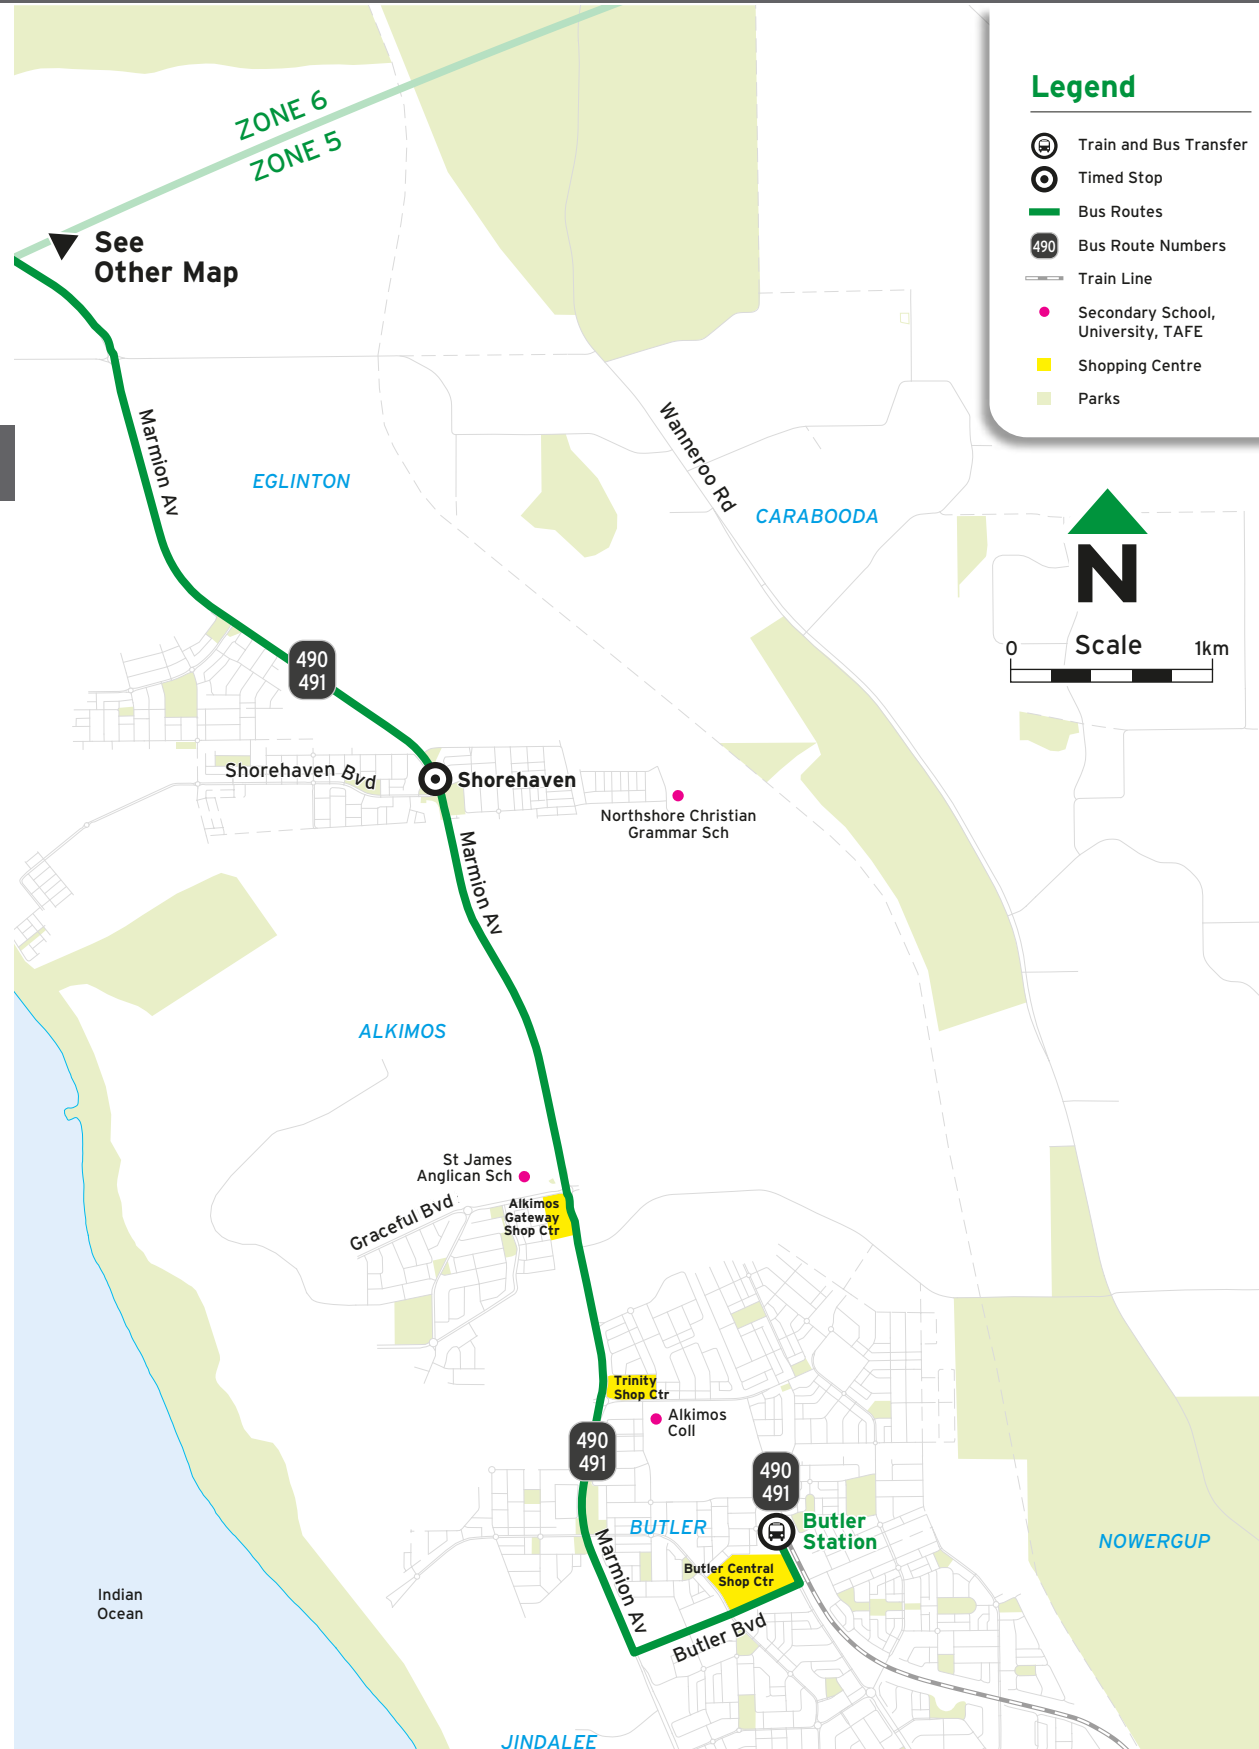 ZONE 6
ZONE 5
See
Other Map
Legend
Train and Bus Transfer
Timed Stop
Bus Routes
490
Bus Route Numbers
Train Line
Secondary School,
University, TAFE
Shopping Centre
Parks
N
0 Scale 1km
Marmion Av
EGLINTON
Wanneroo Rd
CARABOODA
490
491
Shorehaven Bvd
Shorehaven
Northshore Christian
Grammar Sch
Marmion Av
ALKIMOS
St James
Anglican Sch
Graceful Bvd
Alkimos
Gateway
Shop Ctr
Trinity
Shop Ctr
Alkimos
Coll
490
491
490
491
BUTLER
Butler
Station
NOWERGUP
Marmion Av
Butler Central
Shop Ctr
Butler Bvd
Indian
Ocean
JINDALEE